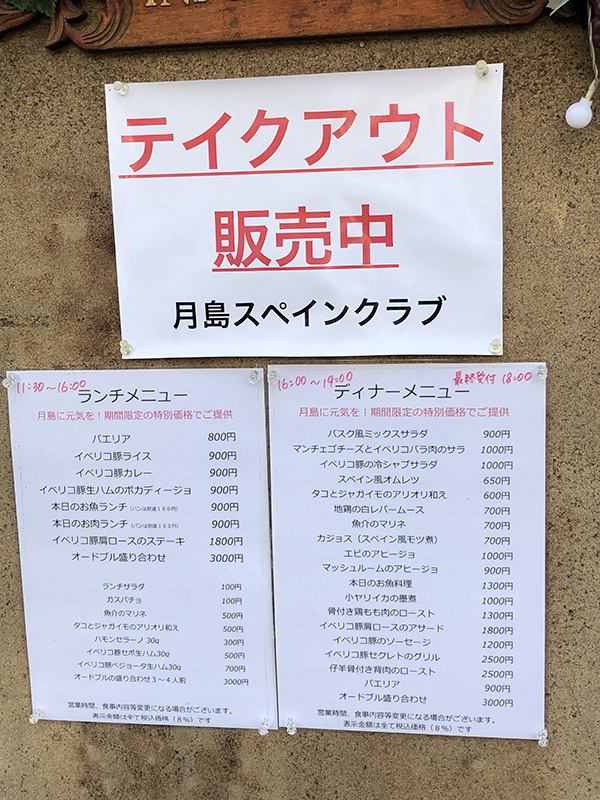 テイクアウト
販売中
月島スペインクラブ
11:30~16:00
ランチメニュー
月島に元気を！期間限定の特別価格でご提供
パエリア 800円
イベリコ豚ライス 900円
イベリコ豚カレー 900円
イベリコ豚生ハムのボカディージョ 900円
本日のお魚ランチ（パンは別途１００円） 900円
本日のお肉ランチ（パンは別途１００円） 900円
イベリコ豚肩ロースのステーキ 1800円
オードブル盛り合わせ 3000円
ランチサラダ 100円
ガスパチョ 100円
魚介のマリネ 500円
タコとジャガイモのアリオリ和え 500円
ハモンセラーノ 30g 300円
イベリコ豚セボ生ハム30g 500円
イベリコ豚ベジョータ生ハム30g 700円
オードブルの盛り合わせ３～４人前 3000円
営業時間、食事内容等変更になる場合がございます。
表示金額は全て税込価格（８％）です
16:00~19:00 最終受付 18:00
ディナーメニュー
月島に元気を！期間限定の特別価格でご提供
バスク風ミックスサラダ 900円
マンチェゴチーズとイベリコバラ肉のサラ 1000円
イベリコ豚の冷シャブサラダ 1000円
スペイン風オムレツ 650円
タコとジャガイモのアリオリ和え 600円
地鶏の白レバームース 700円
魚介のマリネ 700円
カジョス（スペイン風モツ煮） 700円
エビのアヒージョ 1000円
マッシュルームのアヒージョ 900円
本日のお魚料理 1300円
小ヤリイカの墨煮 1000円
骨付き鶏もも肉のロースト 1300円
イベリコ豚肩ロースのアサード 1800円
イベリコ豚のソーセージ 1200円
イベリコ豚セクレトのグリル 2500円
仔羊骨付き背肉のロースト 2500円
パエリア 900円
オードブル盛り合わせ 3000円
営業時間、食事内容等変更になる場合がございます。
表示金額は全て税込価格（８％）です